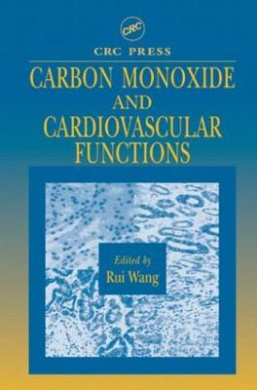 CRC
CRC PRESS
CARBON MONOXIDE
AND
CARDIOVASCULAR
FUNCTIONS
Edited by
Rui Wang